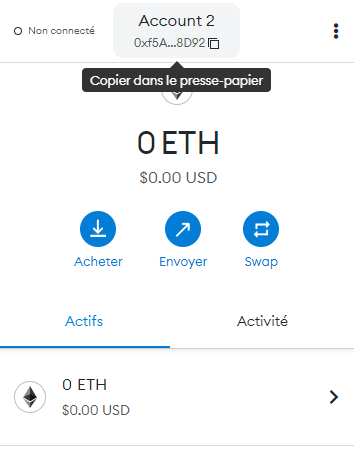 Non connecté
Account 2
0xf5A...8D92
Copier dans le presse-papier
0 ETH
$0.00 USD
Acheter
Envoyer
Swap
Actifs
Activité
0 ETH
$0.00 USD